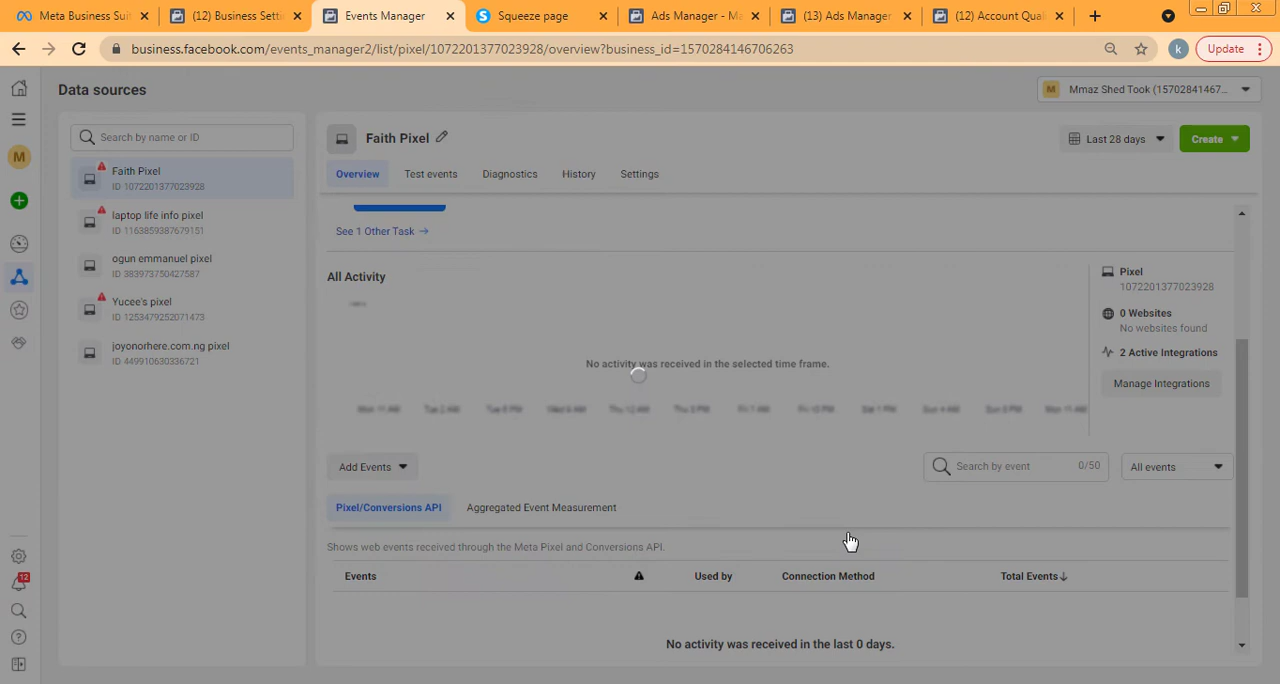 Meta Business Sui
(12) Business Setti
Events Manager
Squeeze page
Ads Manager - M
(13) Ads Manager
(12) Account Qual
business.facebook.com/events_manager2/list/pixel/1072201377023928/overview?business_id=1570284146706263
k
Update
Data sources
M Mmaz Shed Took (15702841467...
Search by name or ID
M
Faith Pixel
ID 1072201377023928
laptop life info pixel
ID 1163859387679151
ogun emmanuel pixel
ID 383973750427587
Yucee's pixel
ID 1253479252071473
joyonorhere.com.ng pixel
ID 449910630336721
12
Faith Pixel
Last 28 days
Create
Overview
Test events
Diagnostics
History
Settings
See 1 Other Task →
All Activity
No activity was received in the selected time frame.
Pixel
1072201377023928
0 Websites
No websites found
2 Active Integrations
Manage Integrations
Add Events
Search by event 0/50
All events
Pixel/Conversions API
Aggregated Event Measurement
Shows web events received through the Meta Pixel and Conversions API.
Events
Used by
Connection Method
Total Events↓
No activity was received in the last 0 days.